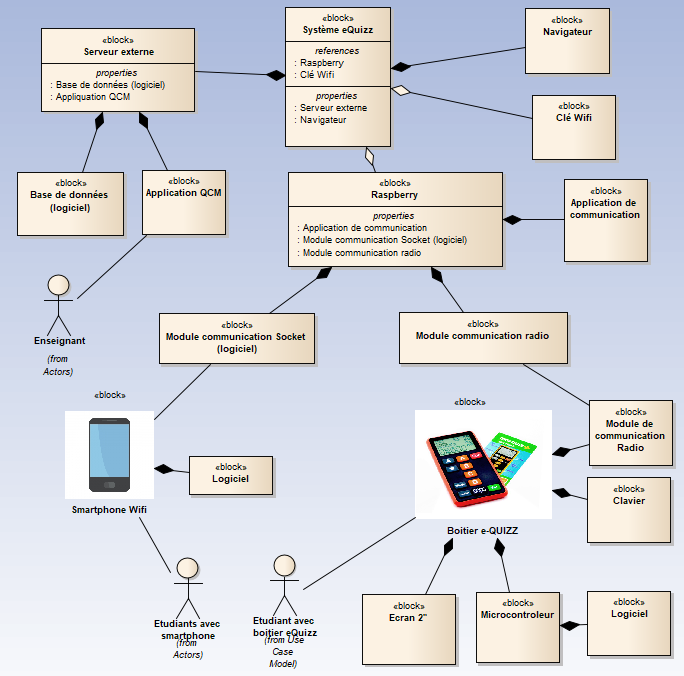 «block»
Serveur externe
properties
: Base de données (logiciel)
: Appliquation QCM
«block»
Système eQuizz
references
: Raspberry
: Clé Wifi
properties
: Serveur externe
: Navigateur
«block»
Navigateur
«block»
Clé Wifi
«block»
Base de données
(logiciel)
«block»
Application QCM
«block»
Raspberry
properties
: Application de communication
: Module communication Socket (logiciel)
: Module communication radio
«block»
Application de
communication
Enseignant
(from
Actors)
«block»
Module communication Socket
(logiciel)
«block»
Module communication radio
«block»
Smartphone Wifi
«block»
Logiciel
«block»
Boitier e-QUIZZ
«block»
Module de
communication
Radio
«block»
Clavier
Etudiants avec
smartphone
(from
Actors)
Etudiant avec
boitier eQuizz
(from Use
Case
Model)
«block»
Ecran 2"
«block»
Microcontroleur
«block»
Logiciel